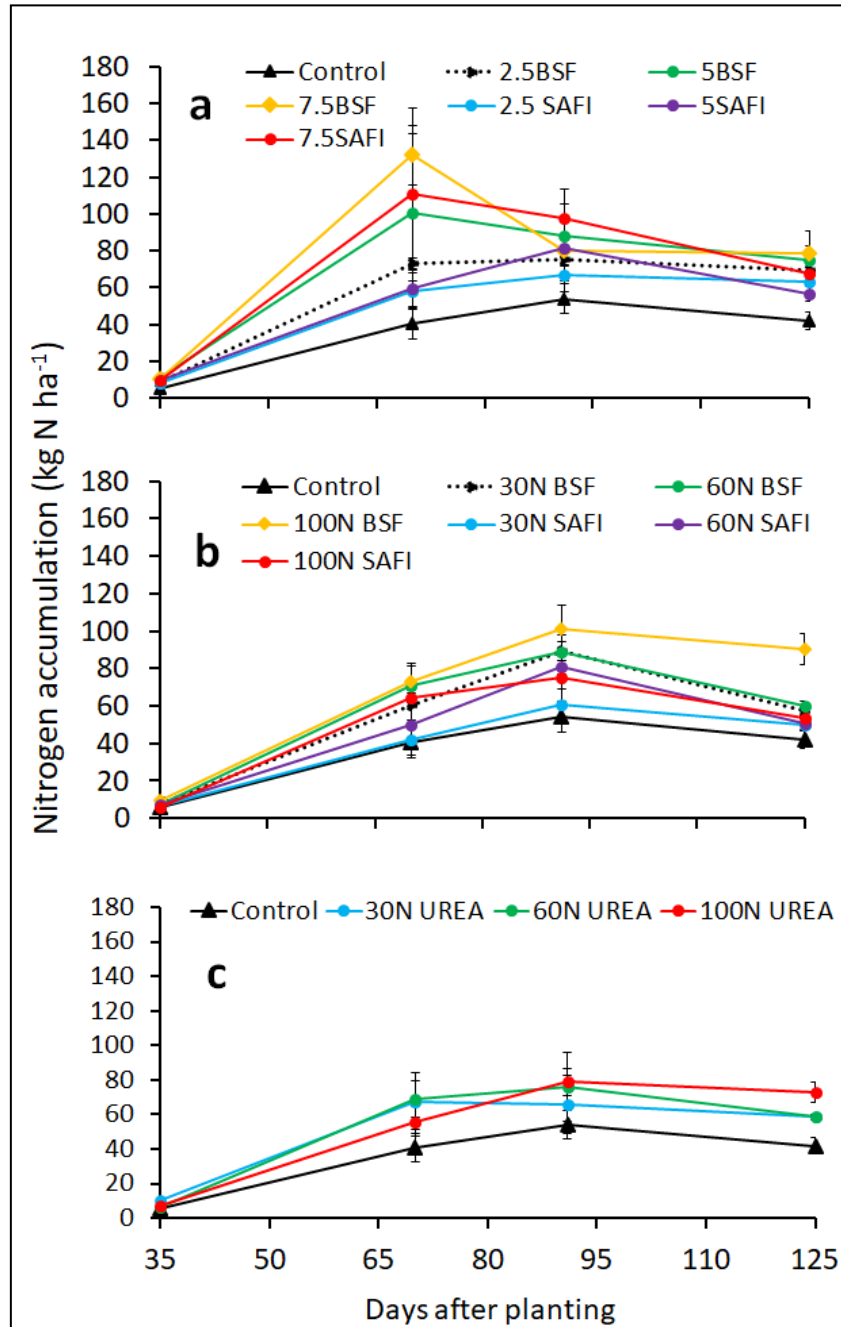 Nitrogen accumulation (kg N ha⁻¹)
a
Control 2.5BSF 5BSF
7.5BSF 2.5 SAFI 5SAFI
7.5SAFI
180
160
140
120
100
80
60
40
20
0
b
Control 30N BSF 60N BSF
100N BSF 30N SAFI 60N SAFI
100N SAFI
180
160
140
120
100
80
60
40
20
0
c
Control 30N UREA 60N UREA 100N UREA
180
160
140
120
100
80
60
40
20
0
35 50 65 80 95 110 125
Days after planting